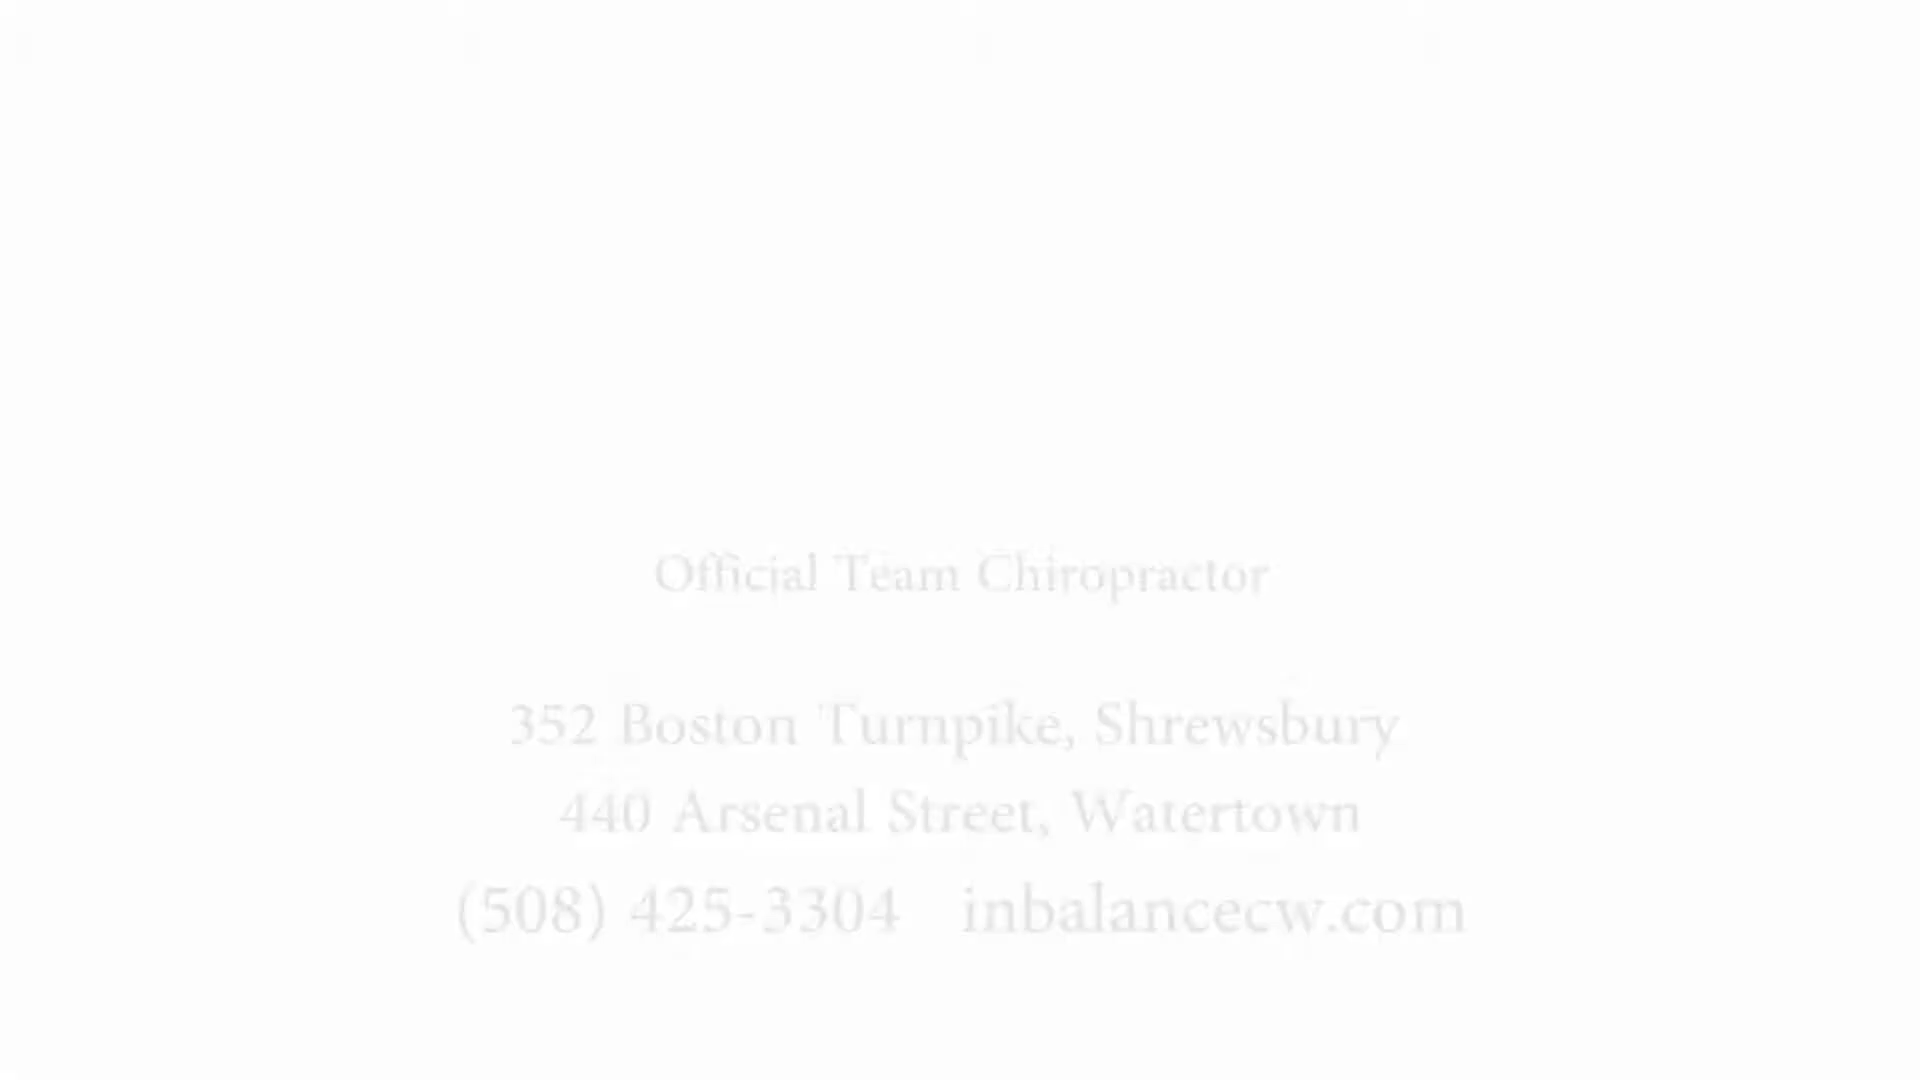 Official Team Chiropractor
352 Boston Turnpike, Shrewsbury
440 Arsenal Street, Watertown
(508) 425-3304 inbalancecw.com